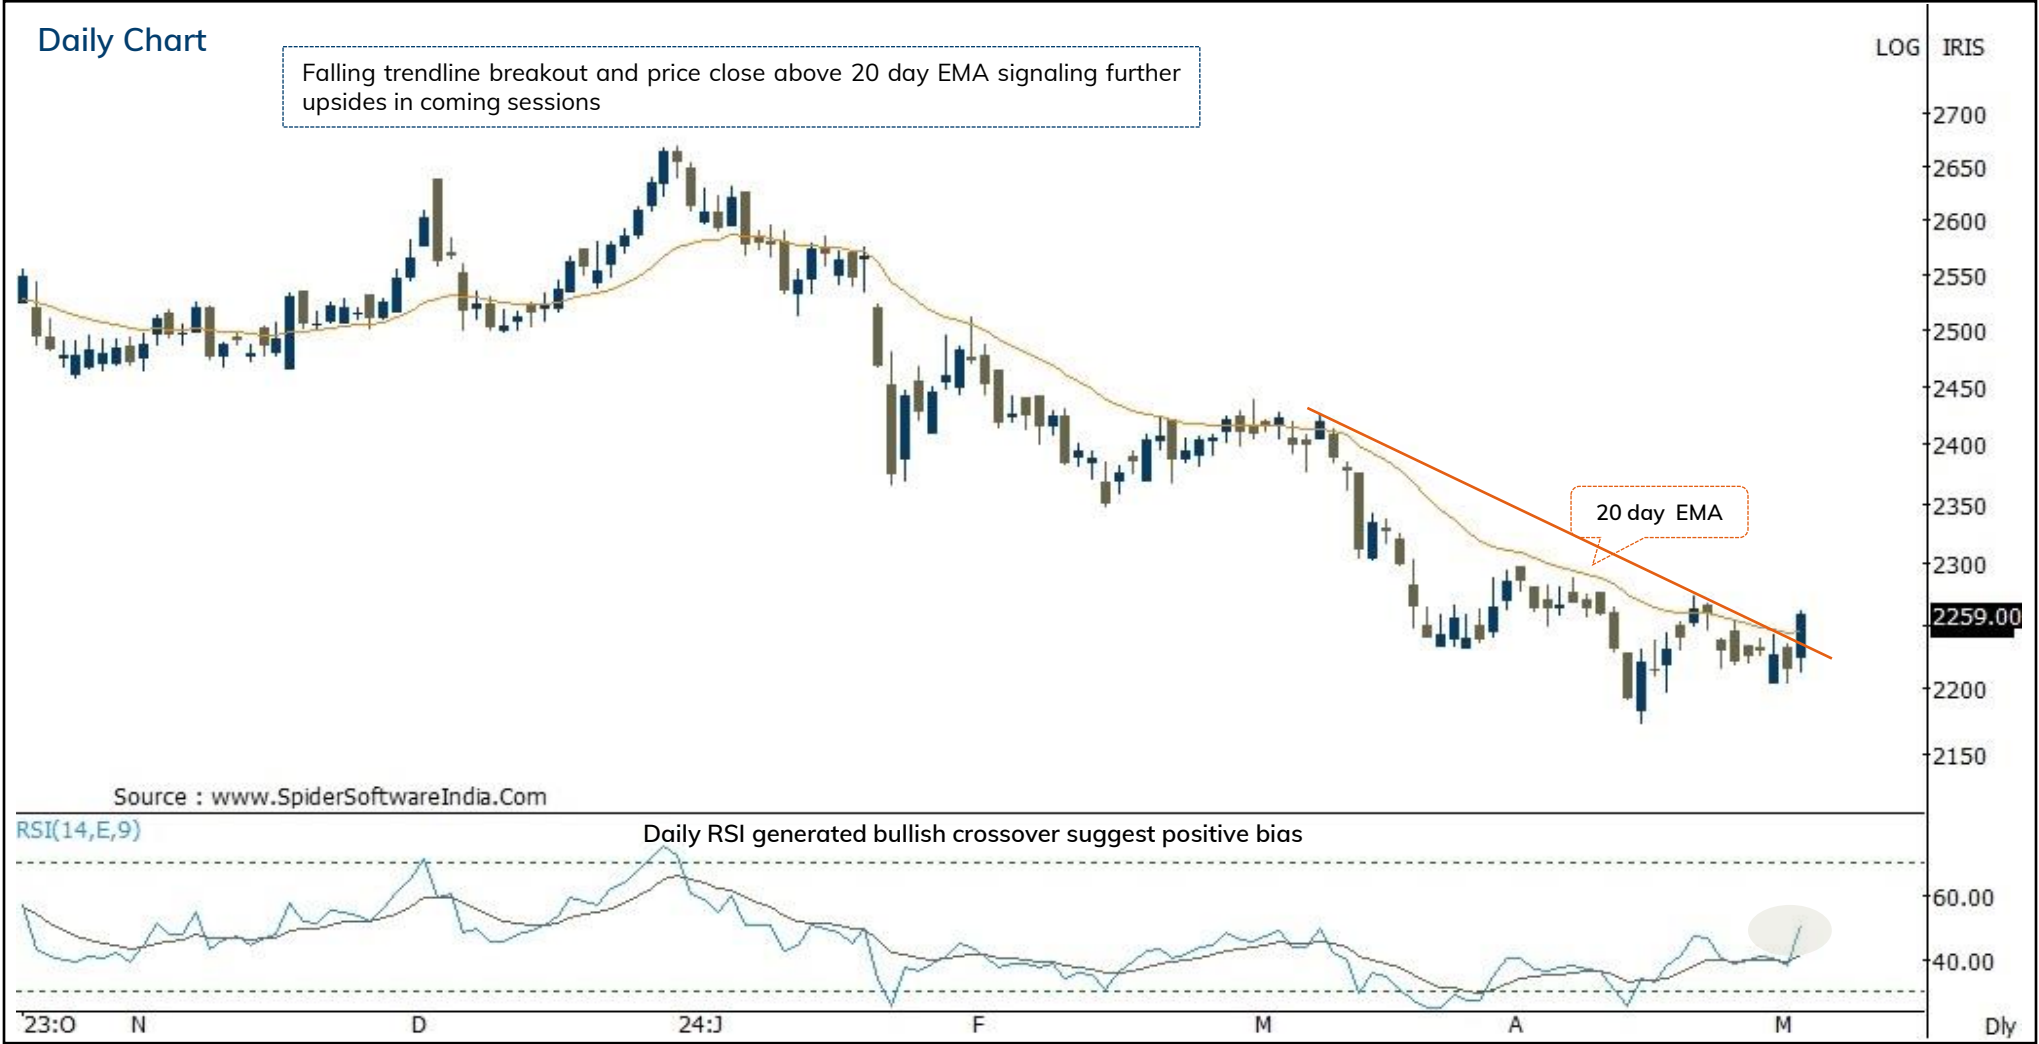 Daily Chart
Falling trendline breakout and price close above 20 day EMA signaling further
upsides in coming sessions
LOG IRIS
2700
2650
2600
2550
2500
2450
2400
2350
20 day EMA
2300
2259.00
2200
2150
Source : www.SpiderSoftwareIndia.Com
RSI(14,E,9)
Daily RSI generated bullish crossover suggest positive bias
60.00
40.00
'23:O N D 24:J F M A M Dly